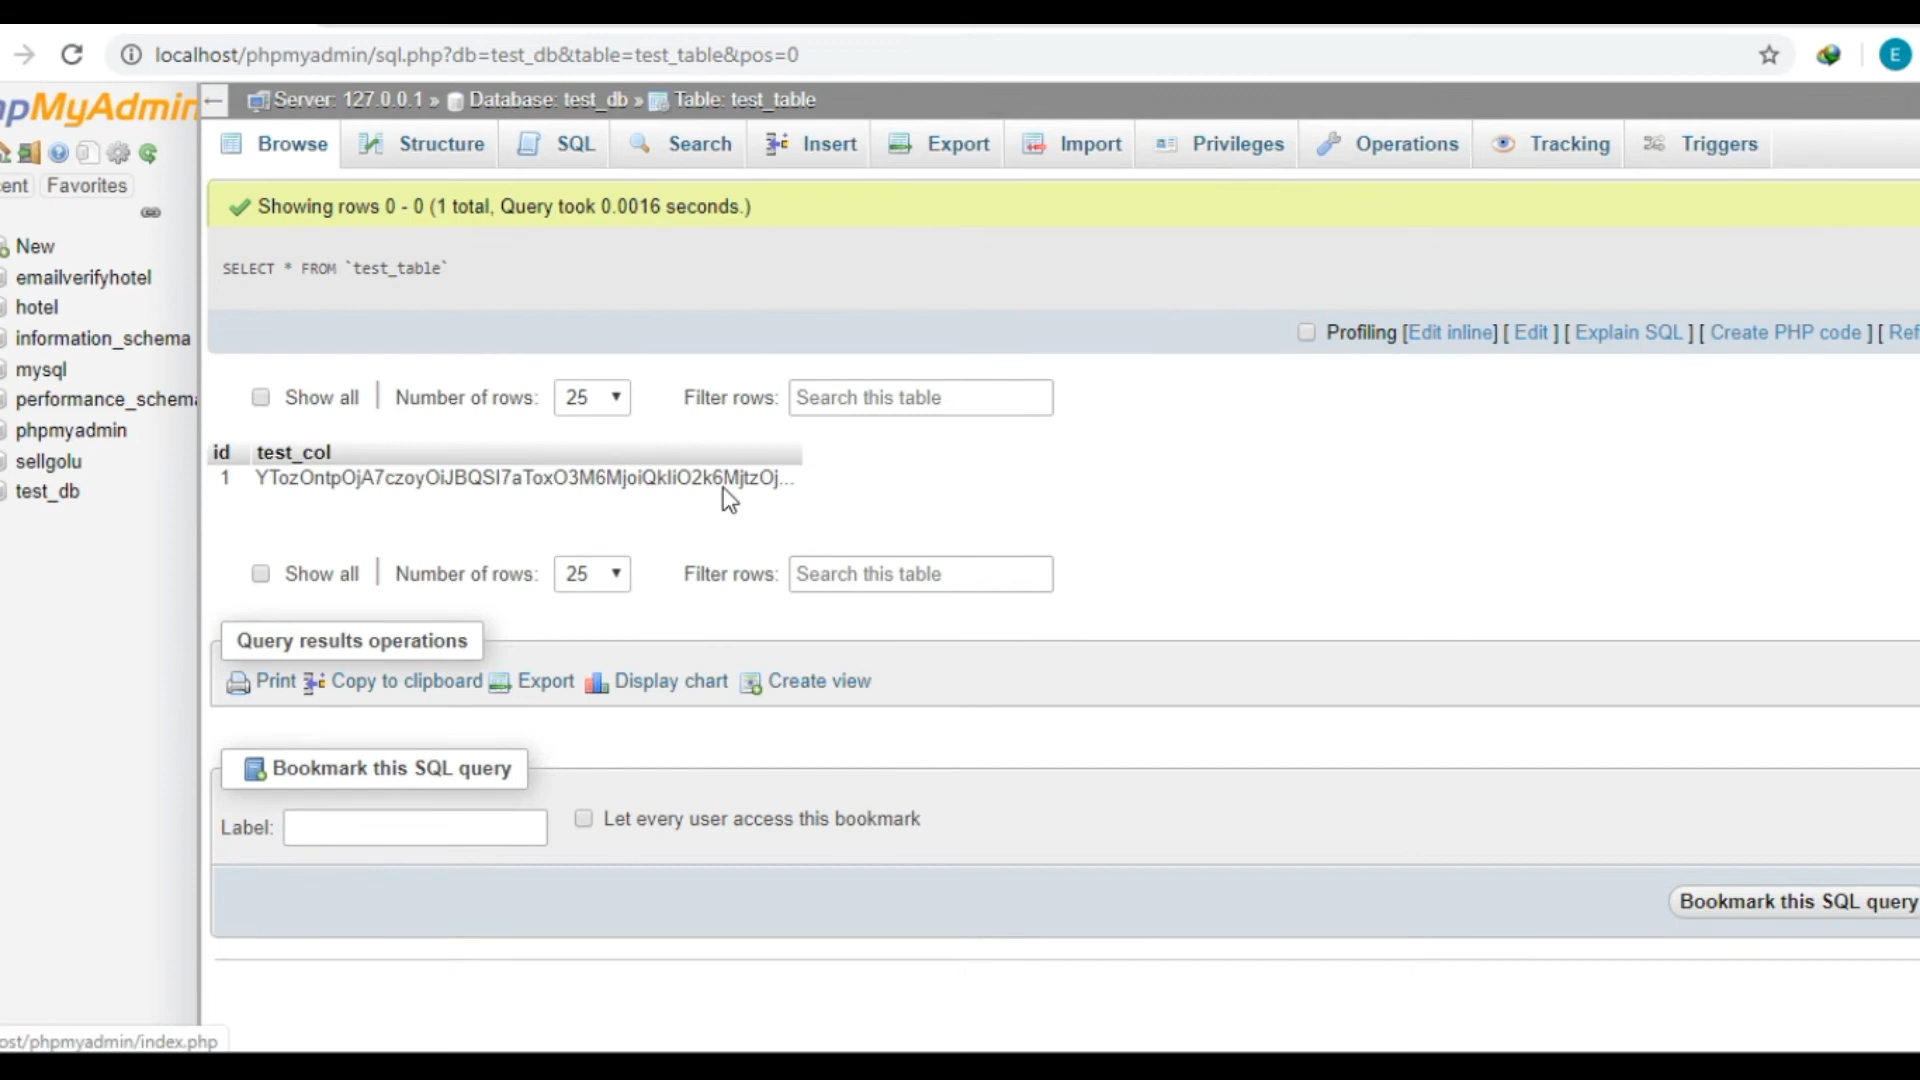 localhost/phpmyadmin/sql.php?db=test_db&table=test_table&pos=0
E
pMyAdmin
Server: 127.0.0.1 » Database: test_db » Table: test_table
Browse Structure SQL Search Insert Export Import Privileges Operations Tracking Triggers
ent Favorites
Showing rows 0 - 0 (1 total, Query took 0.0016 seconds.)
New
SELECT * FROM `test_table`
emailverifyhotel
hotel
information_schema
mysql
performance_schema
phpmyadmin
sellgolu
test_db
Profiling [Edit inline] [ Edit ] [ Explain SQL ] [ Create PHP code ] [ Ref
Show all Number of rows: 25 Filter rows: Search this table
id test_col
1 YTozOntpOjA7czoyOiJBQSI7aToxO3M6MjoiQkIiO2k6MjtzOj...
Show all Number of rows: 25 Filter rows: Search this table
Query results operations
Print Copy to clipboard Export Display chart Create view
Bookmark this SQL query
Label: Let every user access this bookmark
Bookmark this SQL query
ost/phpmyadmin/index.php